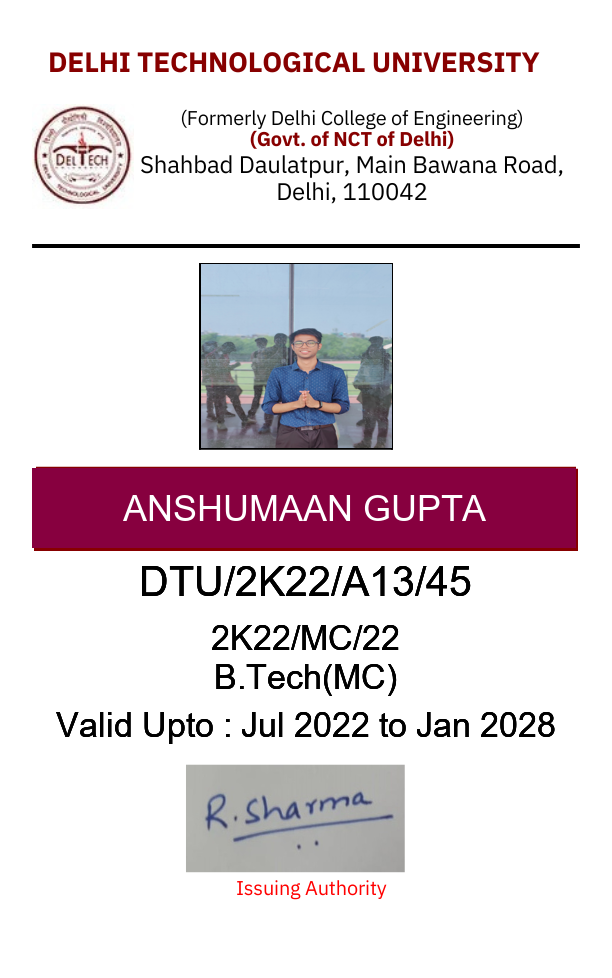 DELHI TECHNOLOGICAL UNIVERSITY
(Formerly Delhi College of Engineering)
(Govt. of NCT of Delhi)
Shahbad Daulatpur, Main Bawana Road,
Delhi, 110042
DELTECH
TECHNOLOGICAL
ANSHUMAAN GUPTA
DTU/2K22/A13/45
2K22/MC/22
B.Tech(MC)
Valid Upto : Jul 2022 to Jan 2028
R. Sharma
Issuing Authority